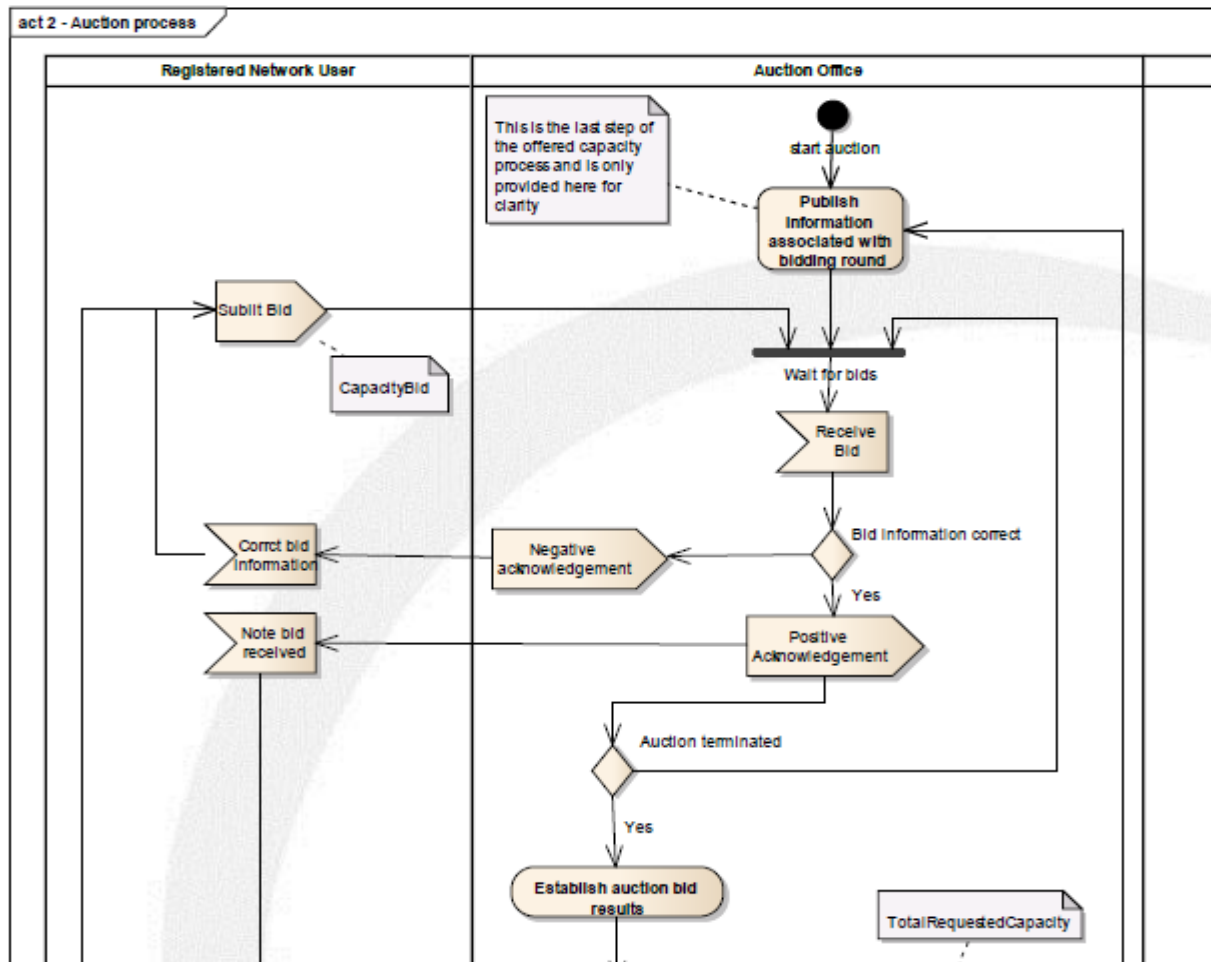 act 2 - Auction process
Registered Network User
Auction Office
This is the last step of
the offered capacity
process and is only
provided here for
clarity
start auction
Publish
information
associated with
bidding round
Sublit Bid
CapacityBid
Wait for bids
Receive
Bid
Bid information correct
Corrct bid
information
Negative
acknowledgement
Yes
Note bid
received
Positive
Acknowledgement
Auction terminated
Yes
Establish auction bid
results
TotalRequestedCapacity